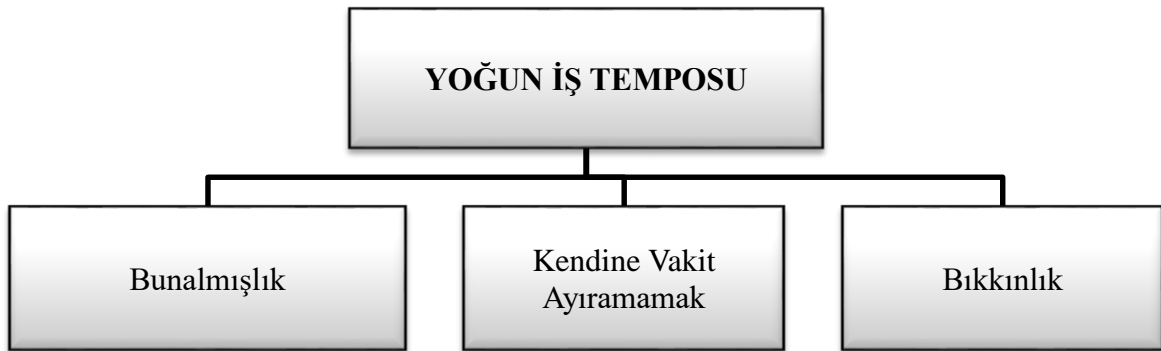 YOĞUN İŞ TEMPOSU
Bunalmışlık
Kendine Vakit
Ayıramamak
Bıkkınlık